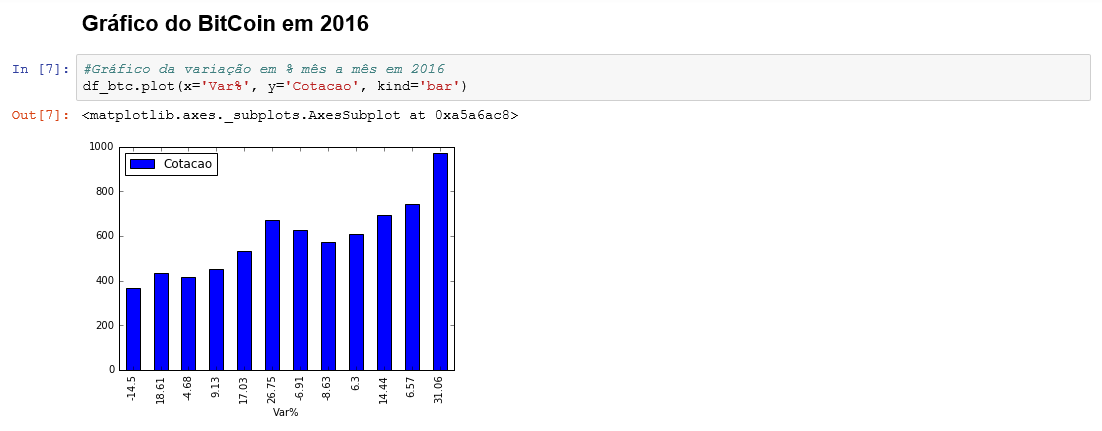 Gráfico do BitCoin em 2016
In [7]: #Gráfico da variação em % mês a mês em 2016
df_btc.plot(x='Var%', y='Cotacao', kind='bar')
Out[7]: <matplotlib.axes._subplots.AxesSubplot at 0xa5a6ac8>
1000
Cotacao
800
600
400
200
0
-14.5 18.61 -4.68 9.13 17.03 26.75 -6.91 -8.63 6.3 14.44 6.57 31.06
Var%